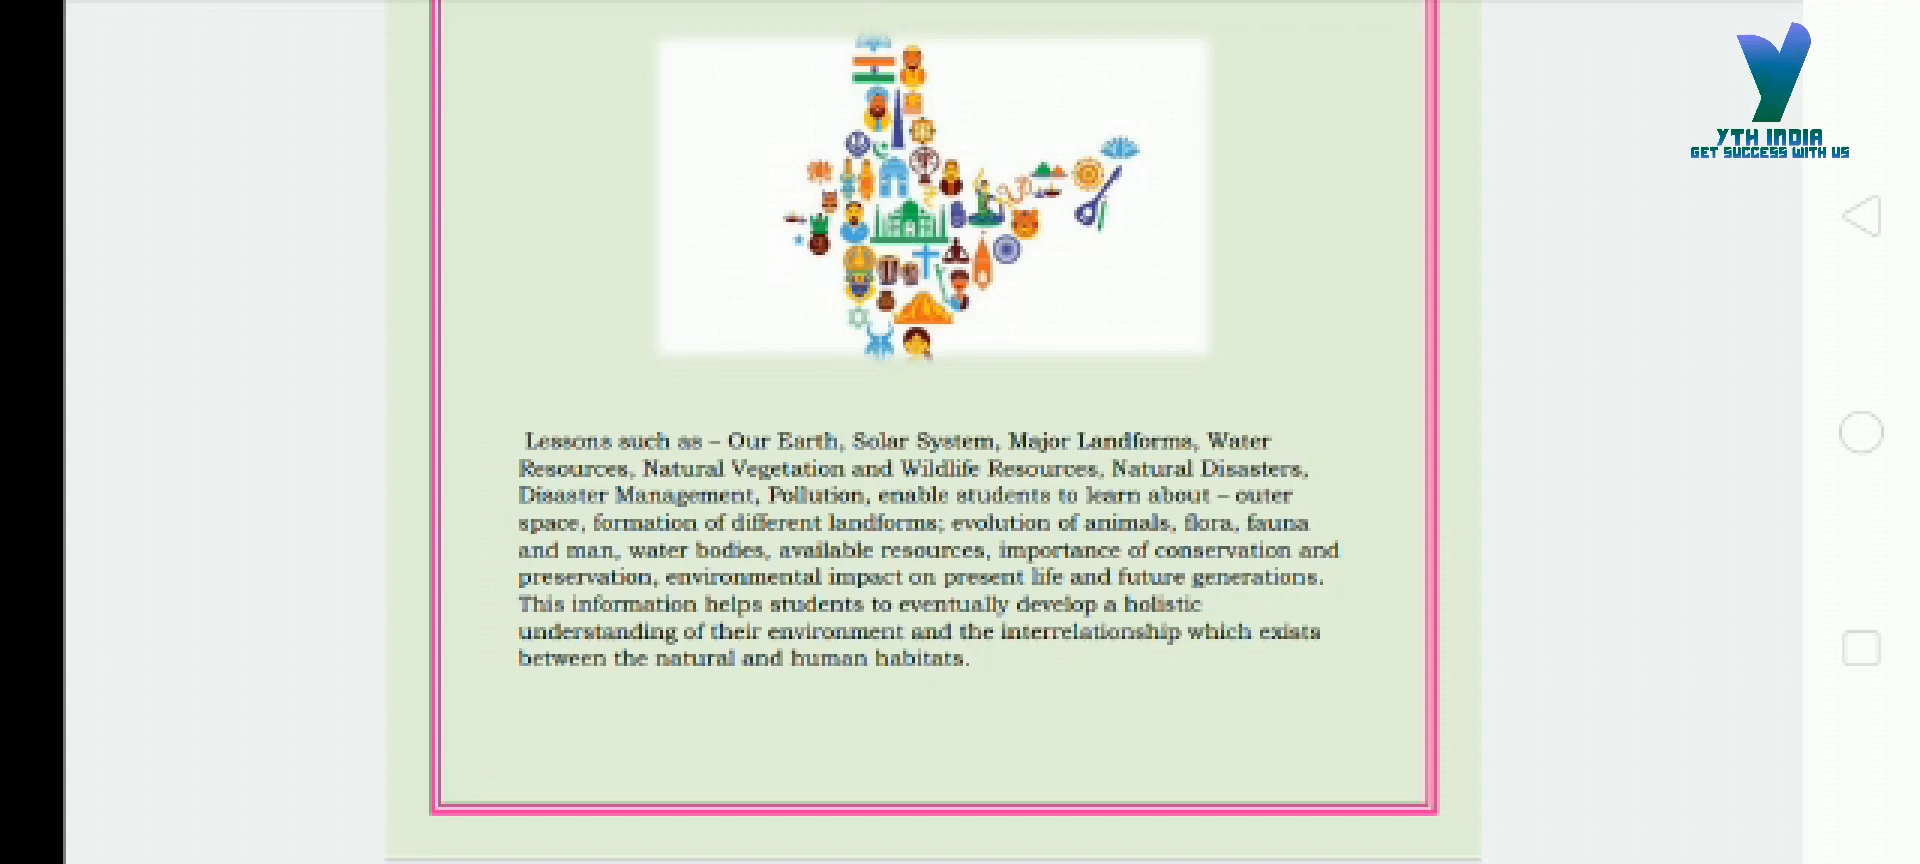 YTH INDIA
GET SUCCESS WITH US
Lessons such as – Our Earth, Solar System, Major Landforms, Water
Resources, Natural Vegetation and Wildlife Resources, Natural Disasters,
Disaster Management, Pollution, enable students to learn about – outer
space, formation of different landforms; evolution of animals, flora, fauna
and man, water bodies, available resources, importance of conservation and
preservation, environmental impact on present life and future generations.
This information helps students to eventually develop a holistic
understanding of their environment and the interrelationship which exists
between the natural and human habitats.